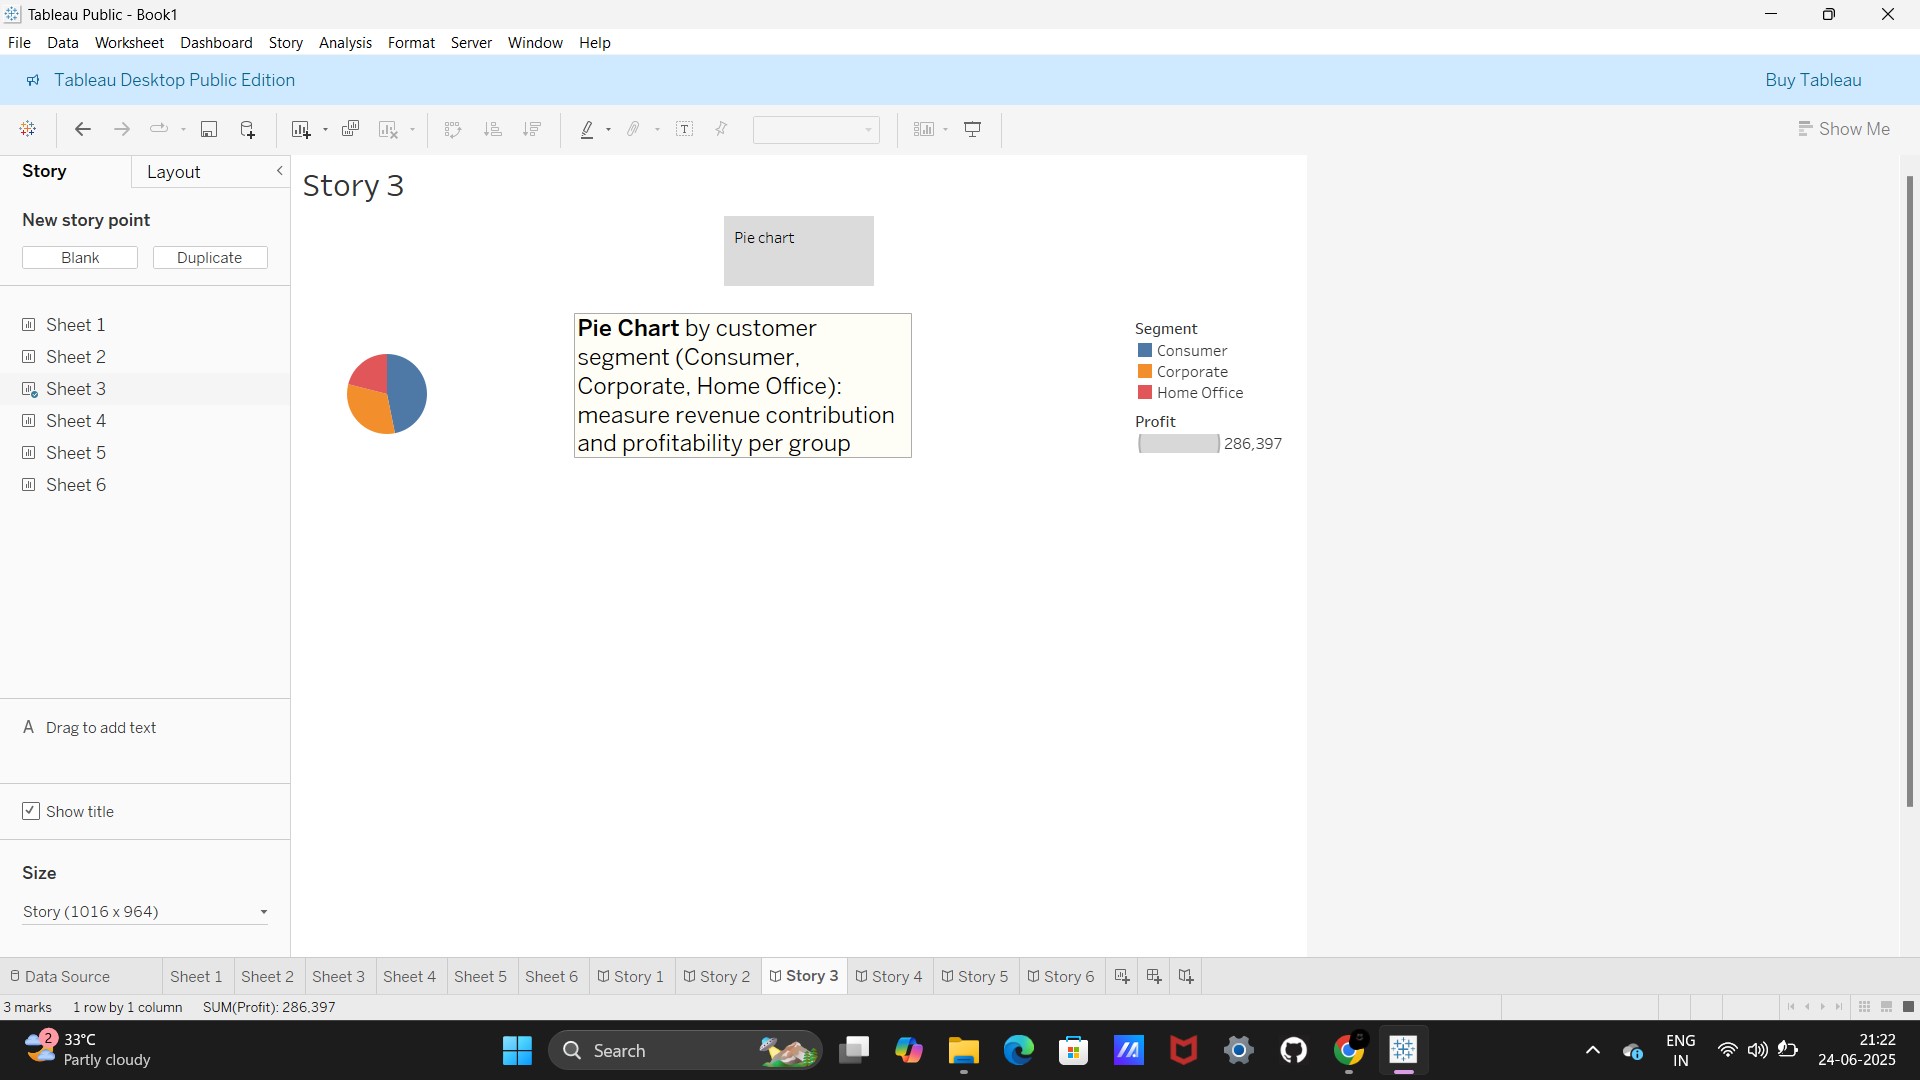 Tableau Public - Book1
File Data Worksheet Dashboard Story Analysis Format Server Window Help
Tableau Desktop Public Edition
Buy Tableau
Show Me
Story
Layout
New story point
Blank
Duplicate
Sheet 1
Sheet 2
Sheet 3
Sheet 4
Sheet 5
Sheet 6
A Drag to add text
Show title
Size
Story (1016 x 964)
Story 3
Pie chart
Pie Chart by customer
segment (Consumer,
Corporate, Home Office):
measure revenue contribution
and profitability per group
Segment
Consumer
Corporate
Home Office
Profit
286,397
Data Source Sheet 1 Sheet 2 Sheet 3 Sheet 4 Sheet 5 Sheet 6 Story 1 Story 2 Story 3 Story 4 Story 5 Story 6
3 marks 1 row by 1 column SUM(Profit): 286,397
2
33°C
Partly cloudy
Search
ENG
IN
21:22
24-06-2025